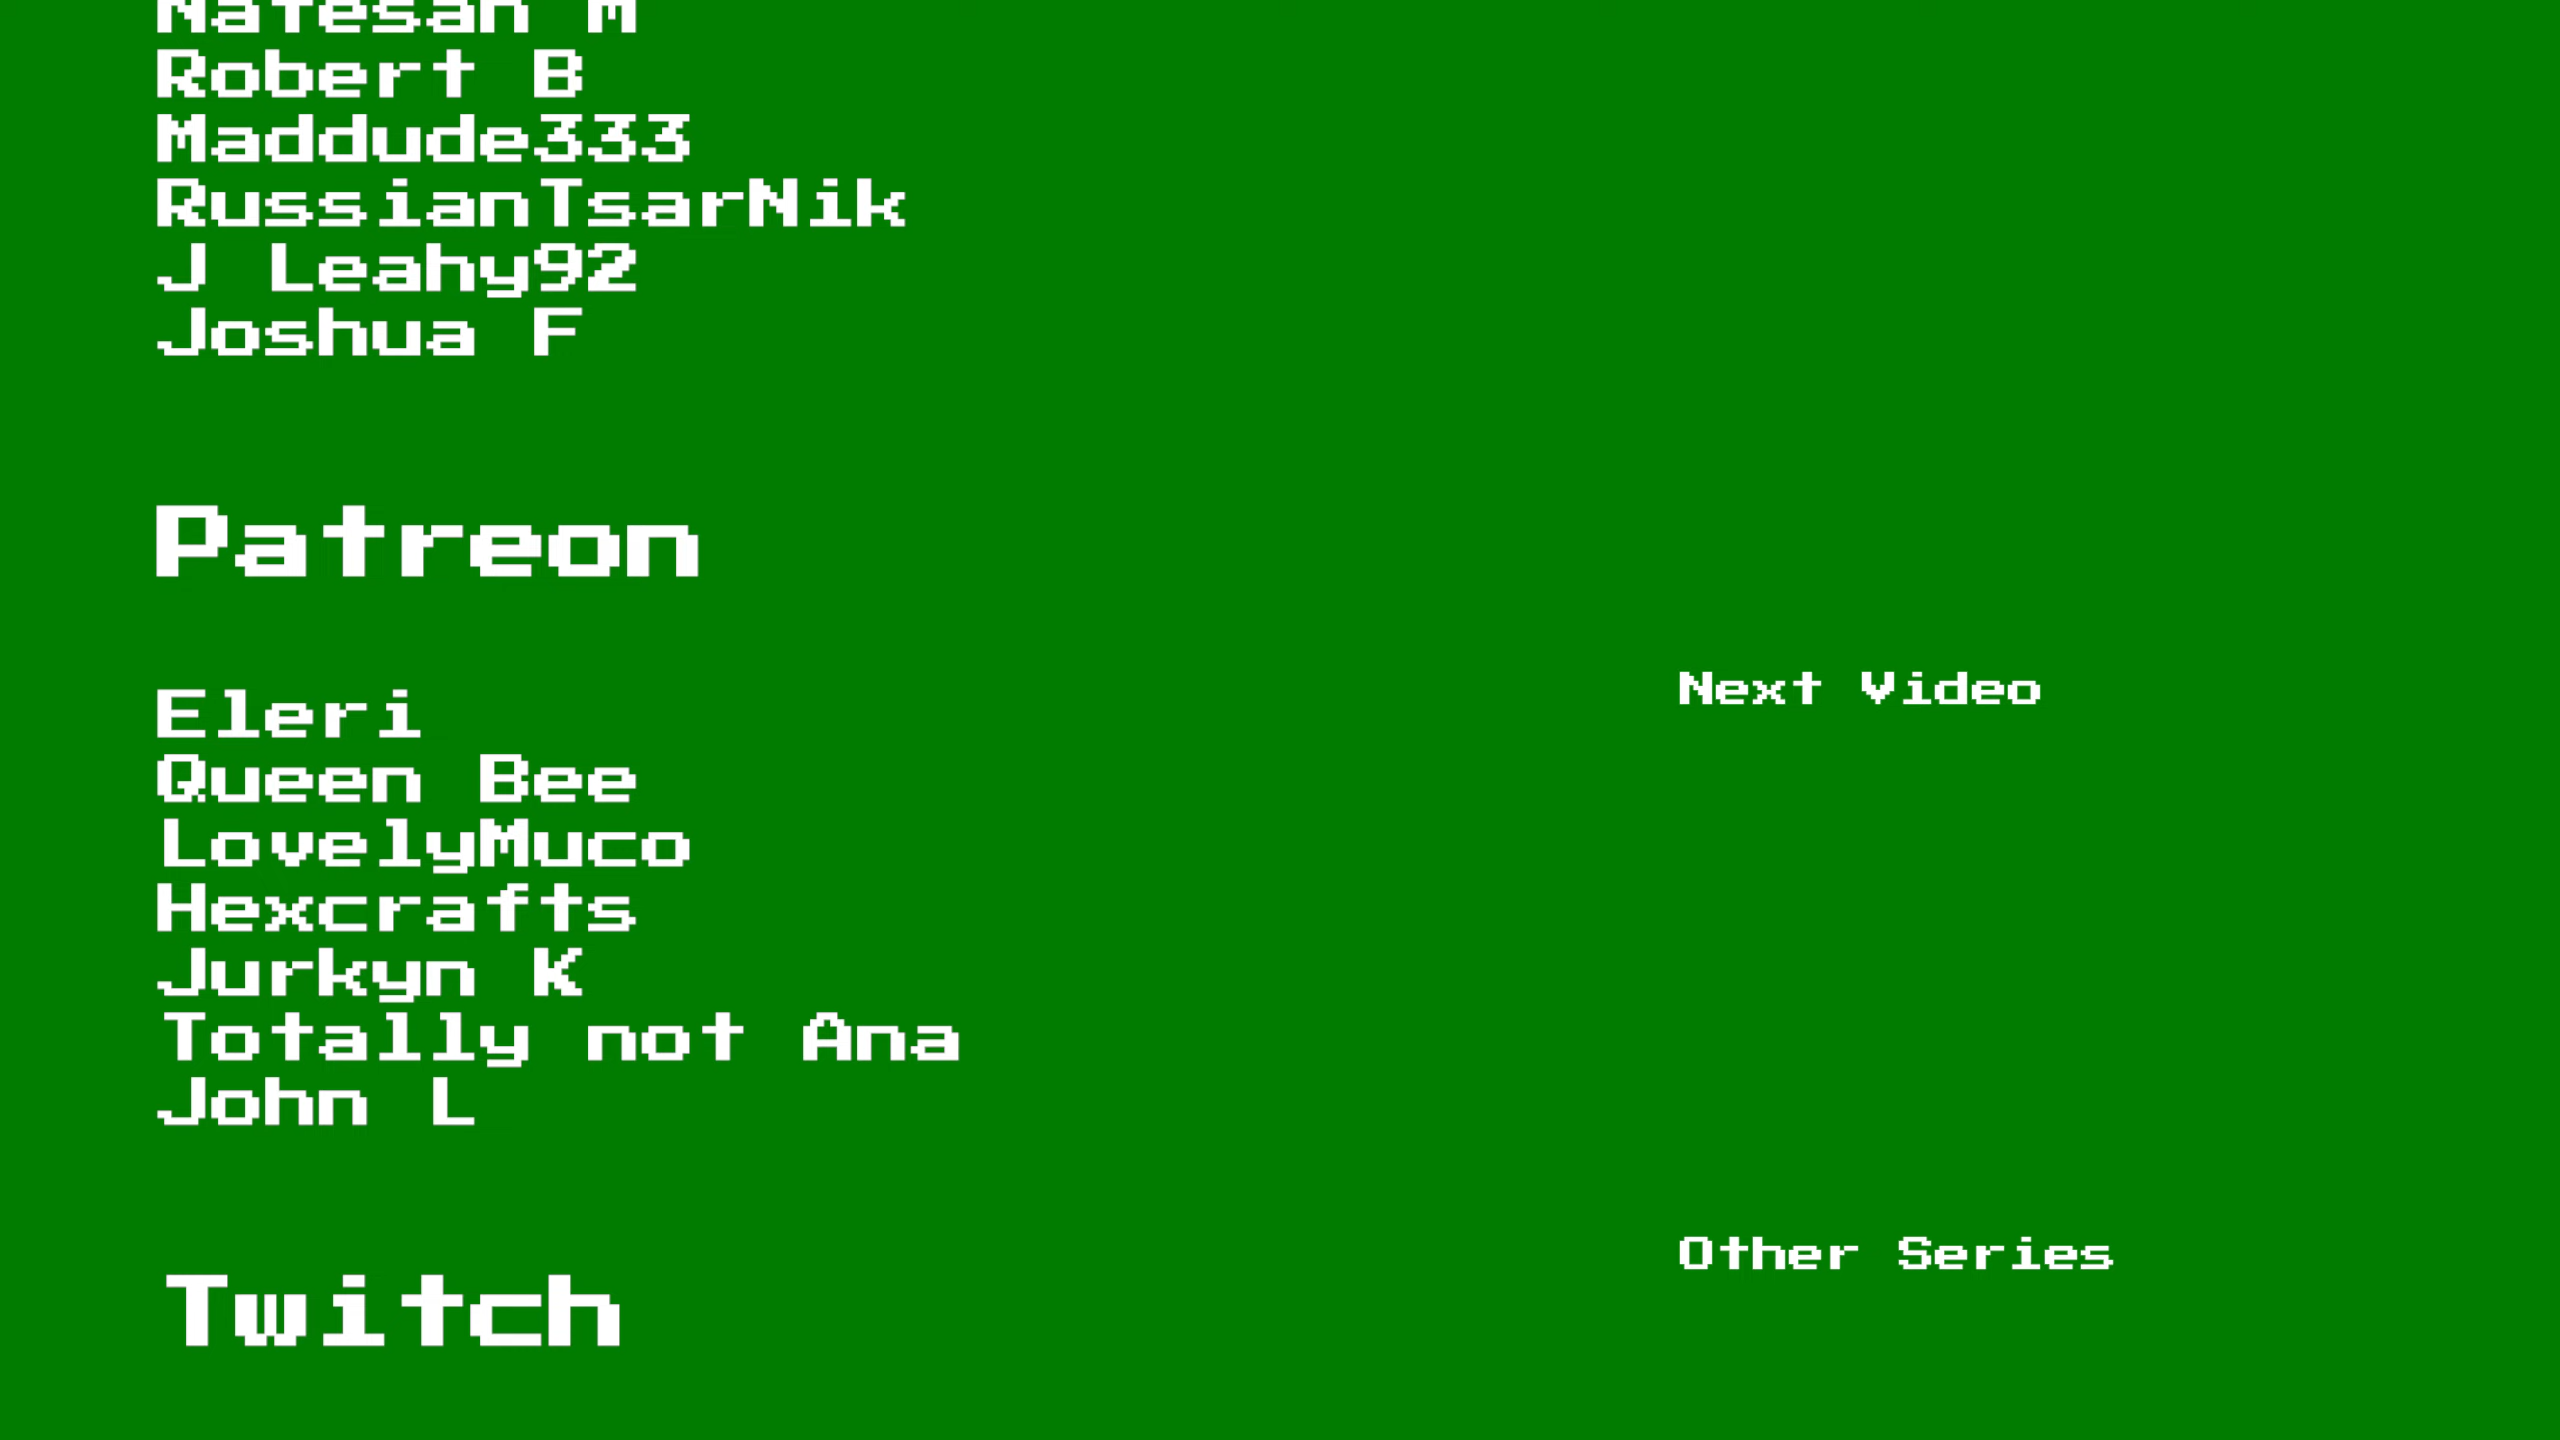 Robert B
Maddude333
RussianTsarNik
J Leahy92
Joshua F
Patreon
Eleri
Queen Bee
LovelyMuco
Hexcrafts
Jurkyn K
Totally not Ana
John L
Twitch
Next Video
Other Series